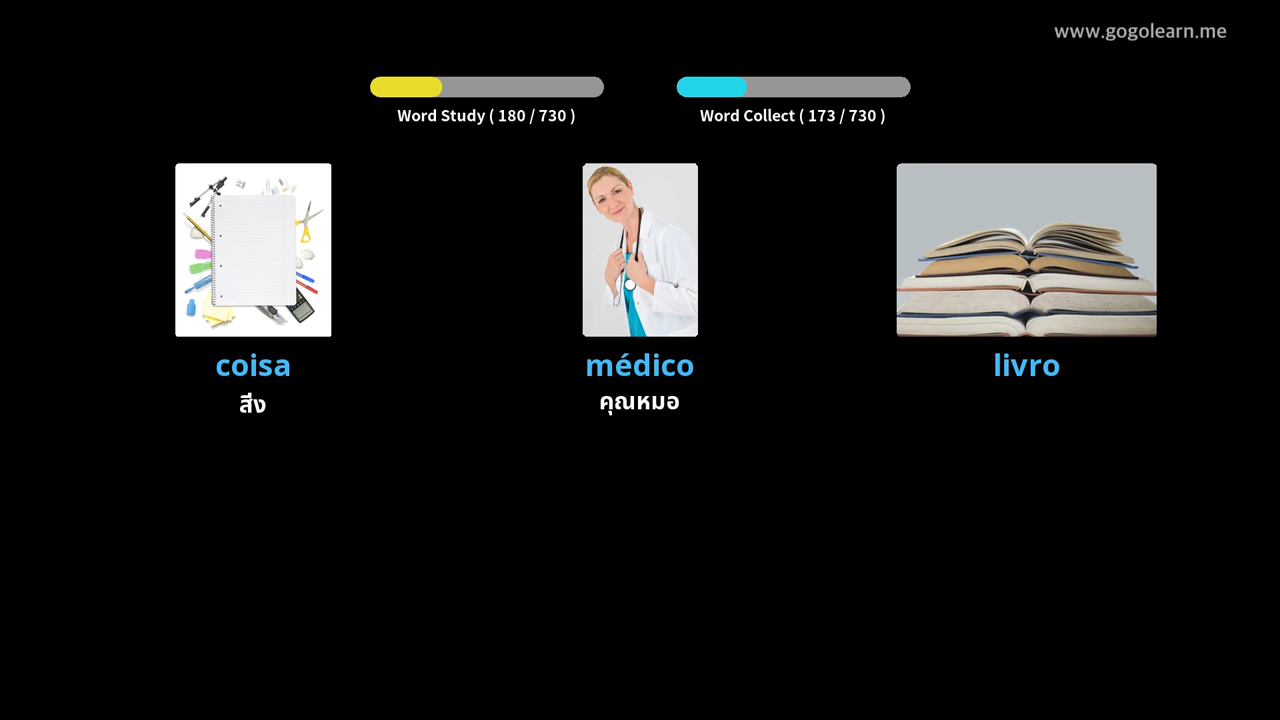 www.gogolearn.me
Word Study ( 180 / 730 )
Word Collect ( 173 / 730 )
coisa
สิ่ง
médico
คุณหมอ
livro